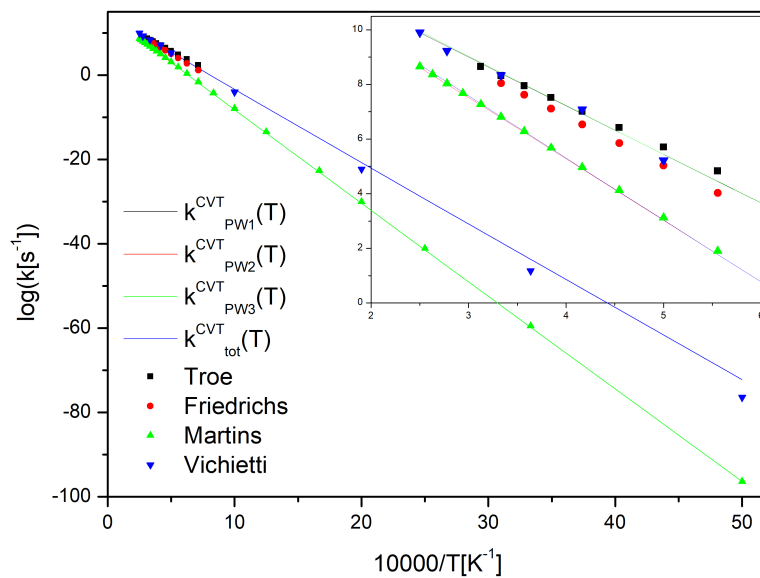 10
8
6
4
2
0
2
3
4
5
6
0
-20
-40
-60
-80
-100
log(k[s⁻¹])
k^CVT_PW1(T)
k^CVT_PW2(T)
k^CVT_PW3(T)
k^CVT_tot(T)
Troe
Friedrichs
Martins
Vichietti
0 10 20 30 40 50
10000/T[K⁻¹]